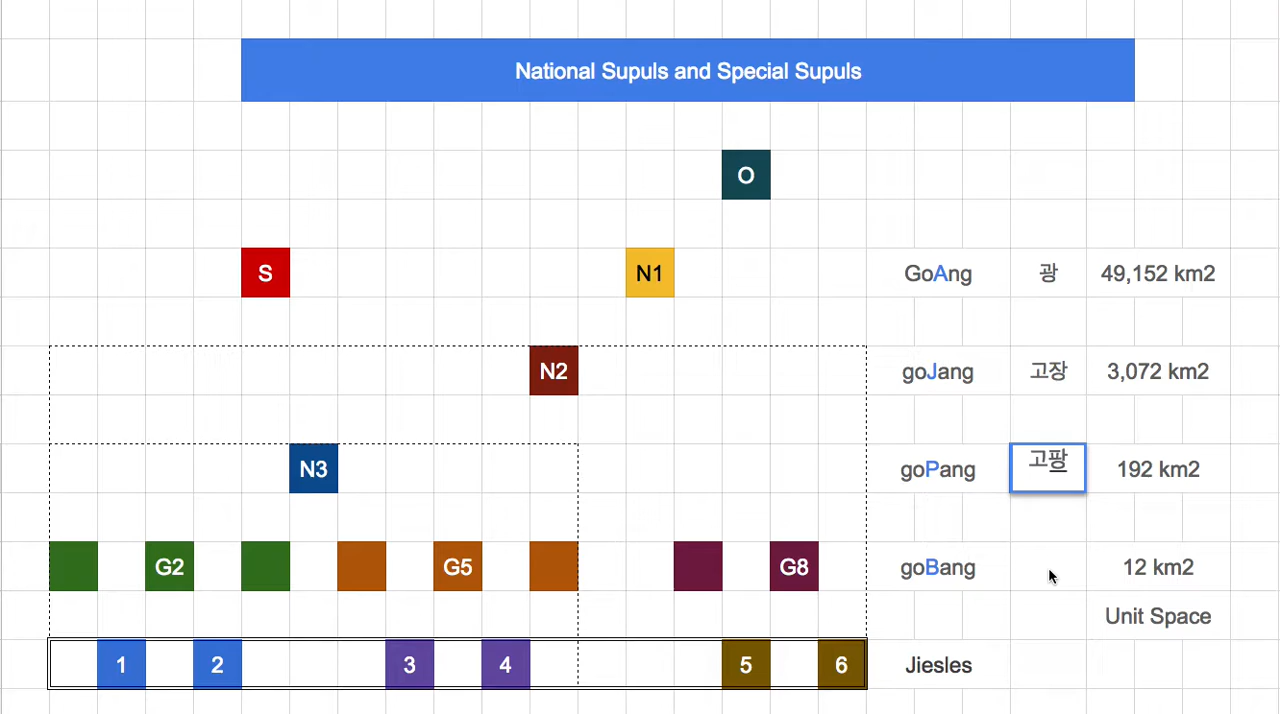 National Supuls and Special Supuls
O
S N1 GoAng 광 49,152 km2
N2 goJang 고장 3,072 km2
N3 goPang 고팡 192 km2
G2 G5 G8 goBang 12 km2
Unit Space
1 2 3 4 5 6 Jiesles